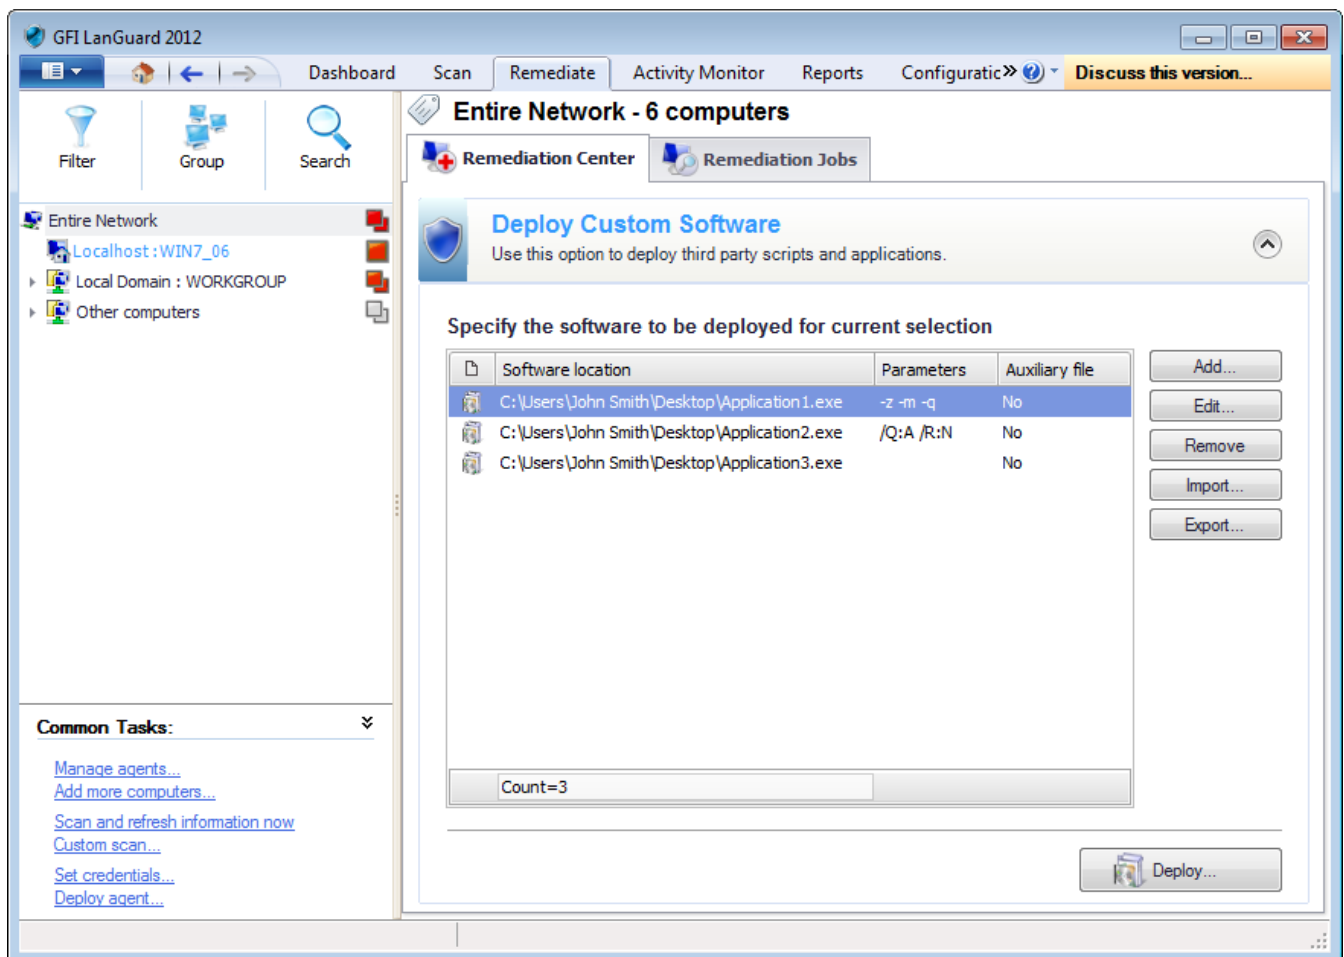 GFI LanGuard 2012
Dashboard Scan Remediate Activity Monitor Reports Configuratic» Discuss this version...
Filter Group Search
Entire Network
Localhost : WIN7_06
Local Domain : WORKGROUP
Other computers
Common Tasks:
Manage agents...
Add more computers...
Scan and refresh information now
Custom scan...
Set credentials...
Deploy agent...
Entire Network - 6 computers
Remediation Center Remediation Jobs
Deploy Custom Software
Use this option to deploy third party scripts and applications.
Specify the software to be deployed for current selection
Software location Parameters Auxiliary file
C:\Users\John Smith\Desktop\Application1.exe -z -m -q No
C:\Users\John Smith\Desktop\Application2.exe /Q:A /R:N No
C:\Users\John Smith\Desktop\Application3.exe No
Count=3
Add...
Edit...
Remove
Import...
Export...
Deploy...